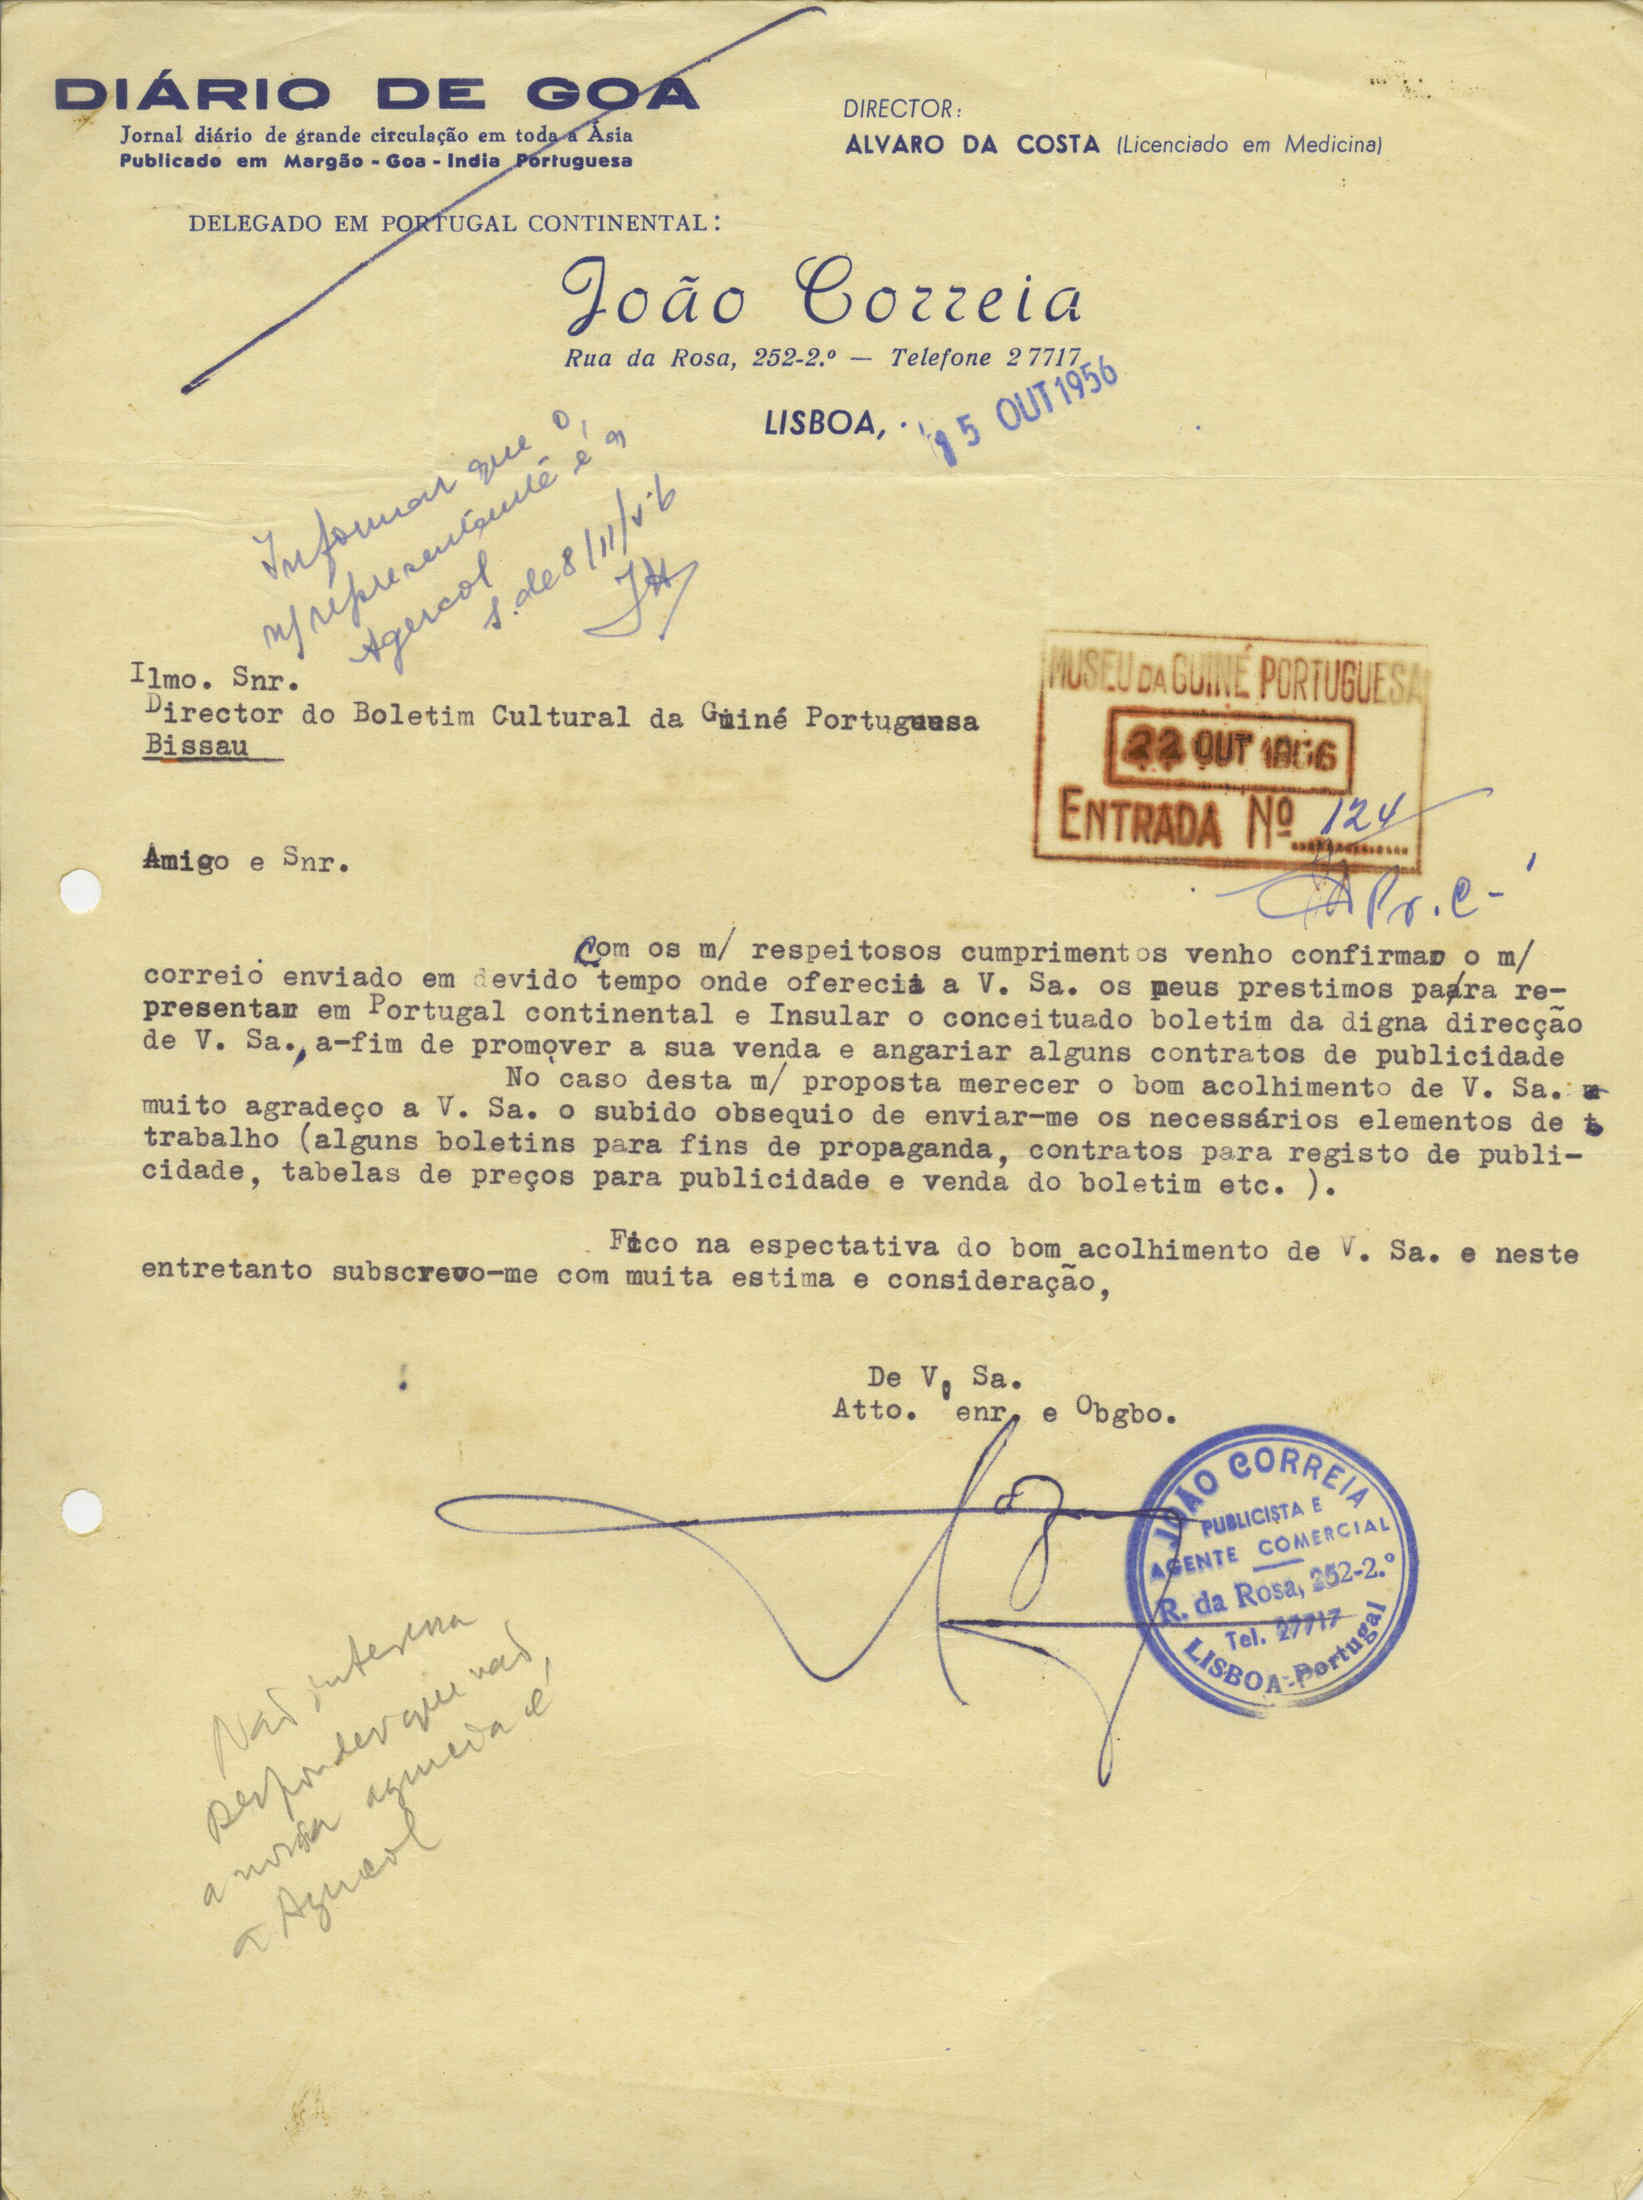 DIÁRIO DE GOA
Jornal diário de grande circulação em toda a Ásia
Publicado em Margão - Goa - India Portuguesa
DIRECTOR:
ALVARO DA COSTA (Licenciado em Medicina)
DELEGADO EM PORTUGAL CONTINENTAL:
João Correia
Rua da Rosa, 252-2.º — Telefone 27717
LISBOA, 15 OUT 1956
Informar que o
n/ representante é a
Agercol
s. de 8/11/56
Ilmo. Snr.
Director do Boletim Cultural da Guiné Portuguesa
Bissau
MUSEU DA GUINÉ PORTUGUESA
22 OUT 1956
ENTRADA Nº 124
Pr. C-
Amigo e Snr.
Com os m/ respeitosos cumprimentos venho confirmar o m/
correio enviado em devido tempo onde ofereci a V. Sa. os meus prestimos para re-
presentar em Portugal continental e Insular o conceituado boletim da digna direcção
de V. Sa., a-fim de promover a sua venda e angariar alguns contratos de publicidade
No caso desta m/ proposta merecer o bom acolhimento de V. Sa.
muito agradeço a V. Sa. o subido obsequio de enviar-me os necessários elementos de
trabalho (alguns boletins para fins de propaganda, contratos para registo de publi-
cidade, tabelas de preços para publicidade e venda do boletim etc. ).
Fico na espectativa do bom acolhimento de V. Sa. e neste
entretanto subscrevo-me com muita estima e consideração,
De V. Sa.
Atto. enr. e Obgbo.
JOÃO CORREIA
PUBLICISTA E
AGENTE COMERCIAL
R. da Rosa, 252-2.º
Tel. 27717
LISBOA-Portugal
Não interessa
responder que não,
a nossa agencia é
a Agercol